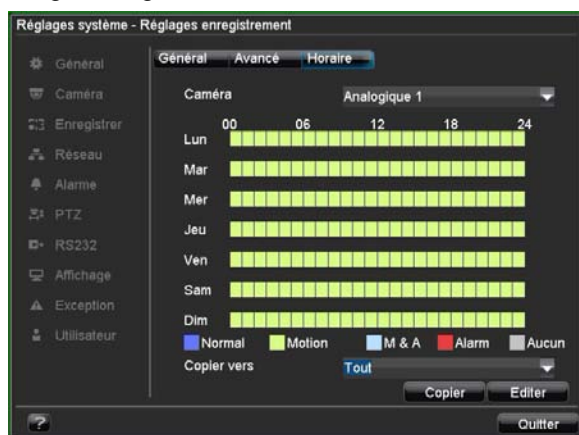 Réglages système - Réglages enregistrement
Général Avancé Horaire
Général
Caméra
Enregistrer
Réseau
Alarme
PTZ
RS232
Affichage
Exception
Utilisateur
Caméra Analogique 1
00 06 12 18 24
Lun
Mar
Mer
Jeu
Ven
Sam
Dim
Normal Motion M & A Alarm Aucun
Copier vers Tout
Copier Editer
? Quitter